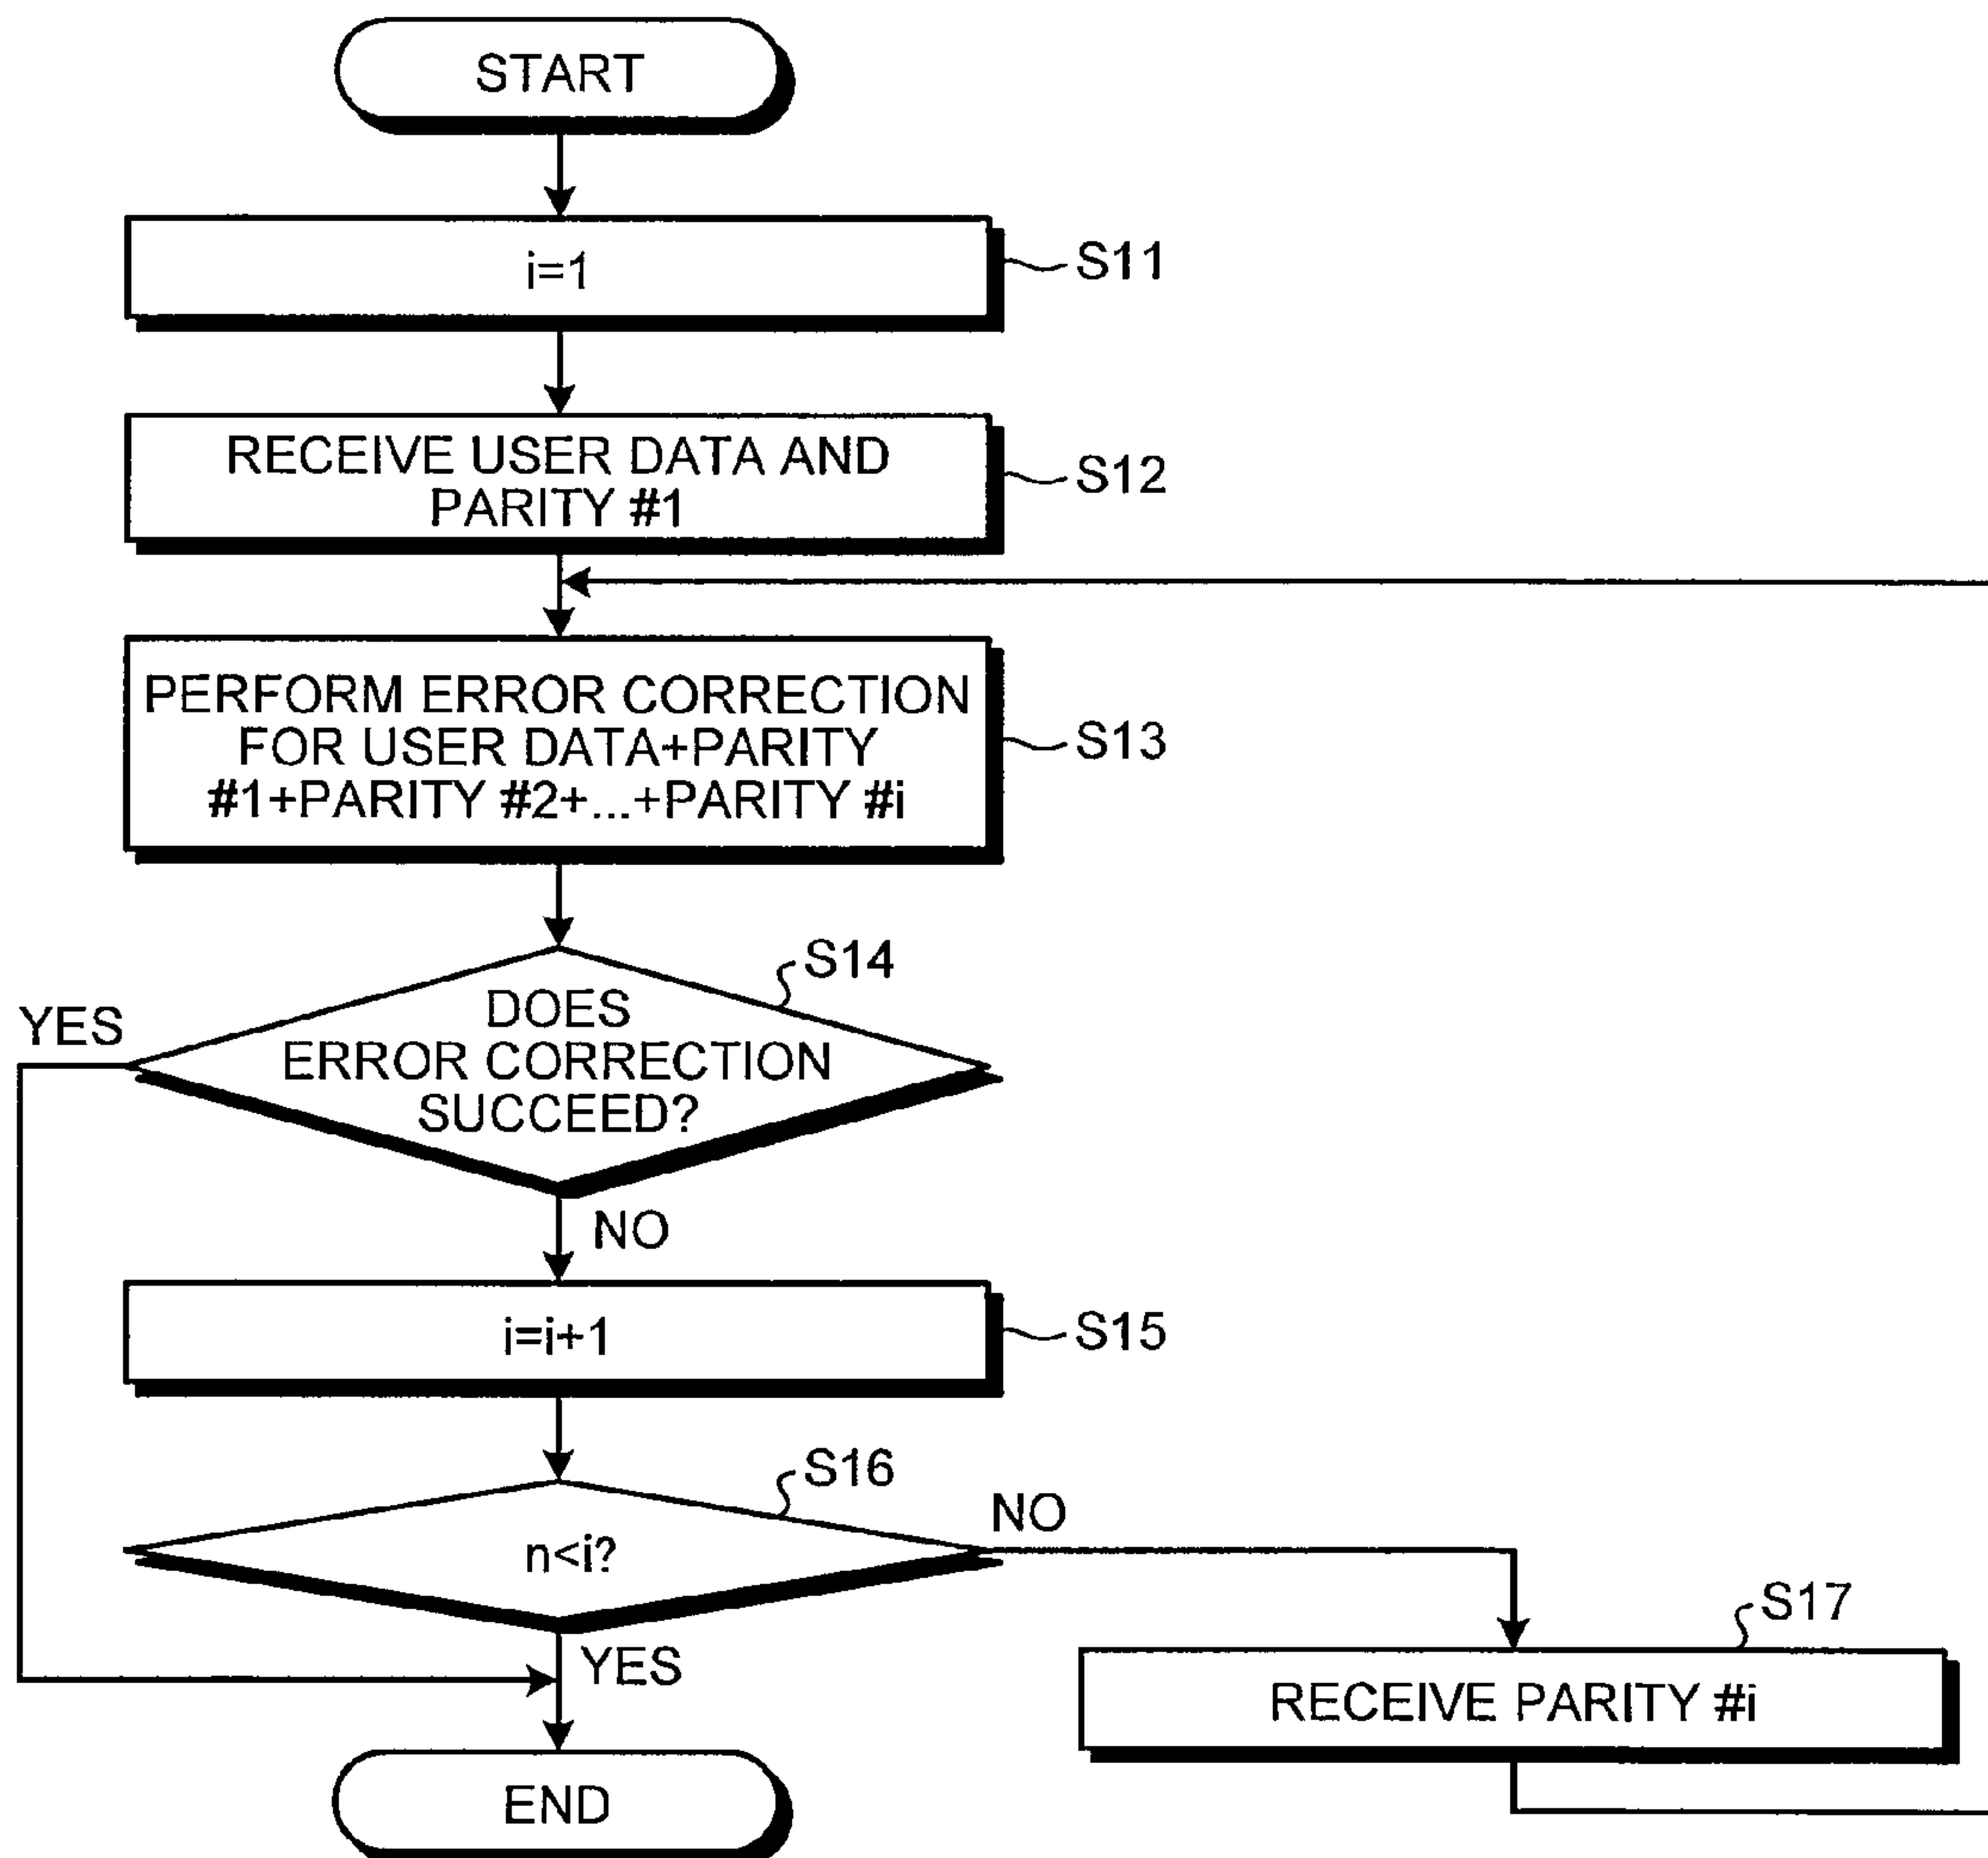 START
i=1
S11
RECEIVE USER DATA AND
PARITY #1
S12
PERFORM ERROR CORRECTION
FOR USER DATA+PARITY
#1+PARITY #2+...+PARITY #i
S13
S14
DOES
ERROR CORRECTION
SUCCEED?
YES
NO
i=i+1
S15
S16
n<i?
NO
YES
S17
RECEIVE PARITY #i
END